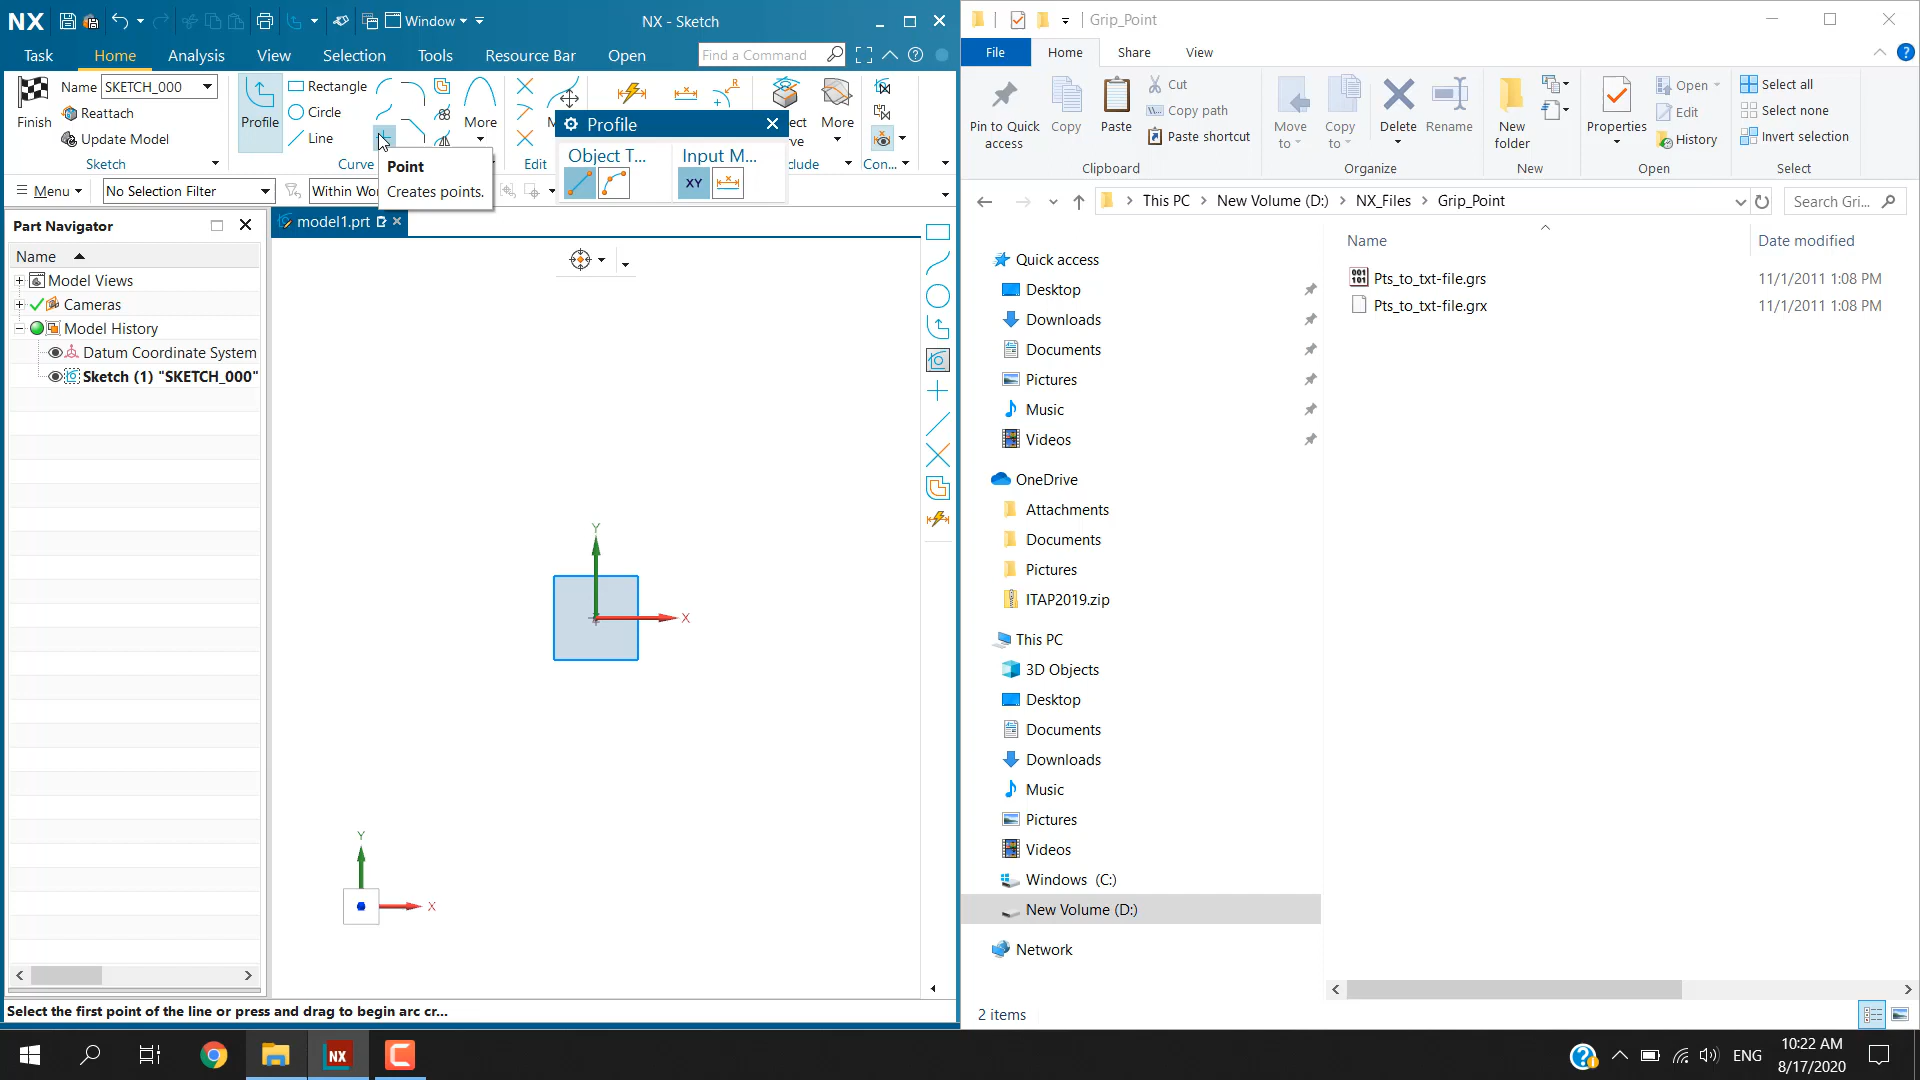 NX
Window
NX - Sketch
Task
Home
Analysis
View
Selection
Tools
Resource Bar
Open
Find a Command
Name
SKETCH_000
Finish
Reattach
Update Model
Sketch
Profile
Rectangle
Circle
Line
More
Curve
Edit
Profile
Object T...
Input M...
XY
More
Con...
Point
Creates points.
Menu
No Selection Filter
Within Wo
Part Navigator
model1.prt
Name
Model Views
Cameras
Model History
Datum Coordinate System
Sketch (1) "SKETCH_000"
Y
X
Y
X
Select the first point of the line or press and drag to begin arc cr...
Grip_Point
File
Home
Share
View
Pin to Quick access
Copy
Paste
Cut
Copy path
Paste shortcut
Clipboard
Move to
Copy to
Delete
Rename
Organize
New folder
New
Properties
Open
Edit
History
Open
Select all
Select none
Invert selection
Select
This PC
New Volume (D:)
NX_Files
Grip_Point
Search Gri...
Name
Date modified
Pts_to_txt-file.grs
11/1/2011 1:08 PM
Pts_to_txt-file.grx
11/1/2011 1:08 PM
Quick access
Desktop
Downloads
Documents
Pictures
Music
Videos
OneDrive
Attachments
Documents
Pictures
ITAP2019.zip
This PC
3D Objects
Desktop
Documents
Downloads
Music
Pictures
Videos
Windows (C:)
New Volume (D:)
Network
2 items
NX
ENG
10:22 AM
8/17/2020